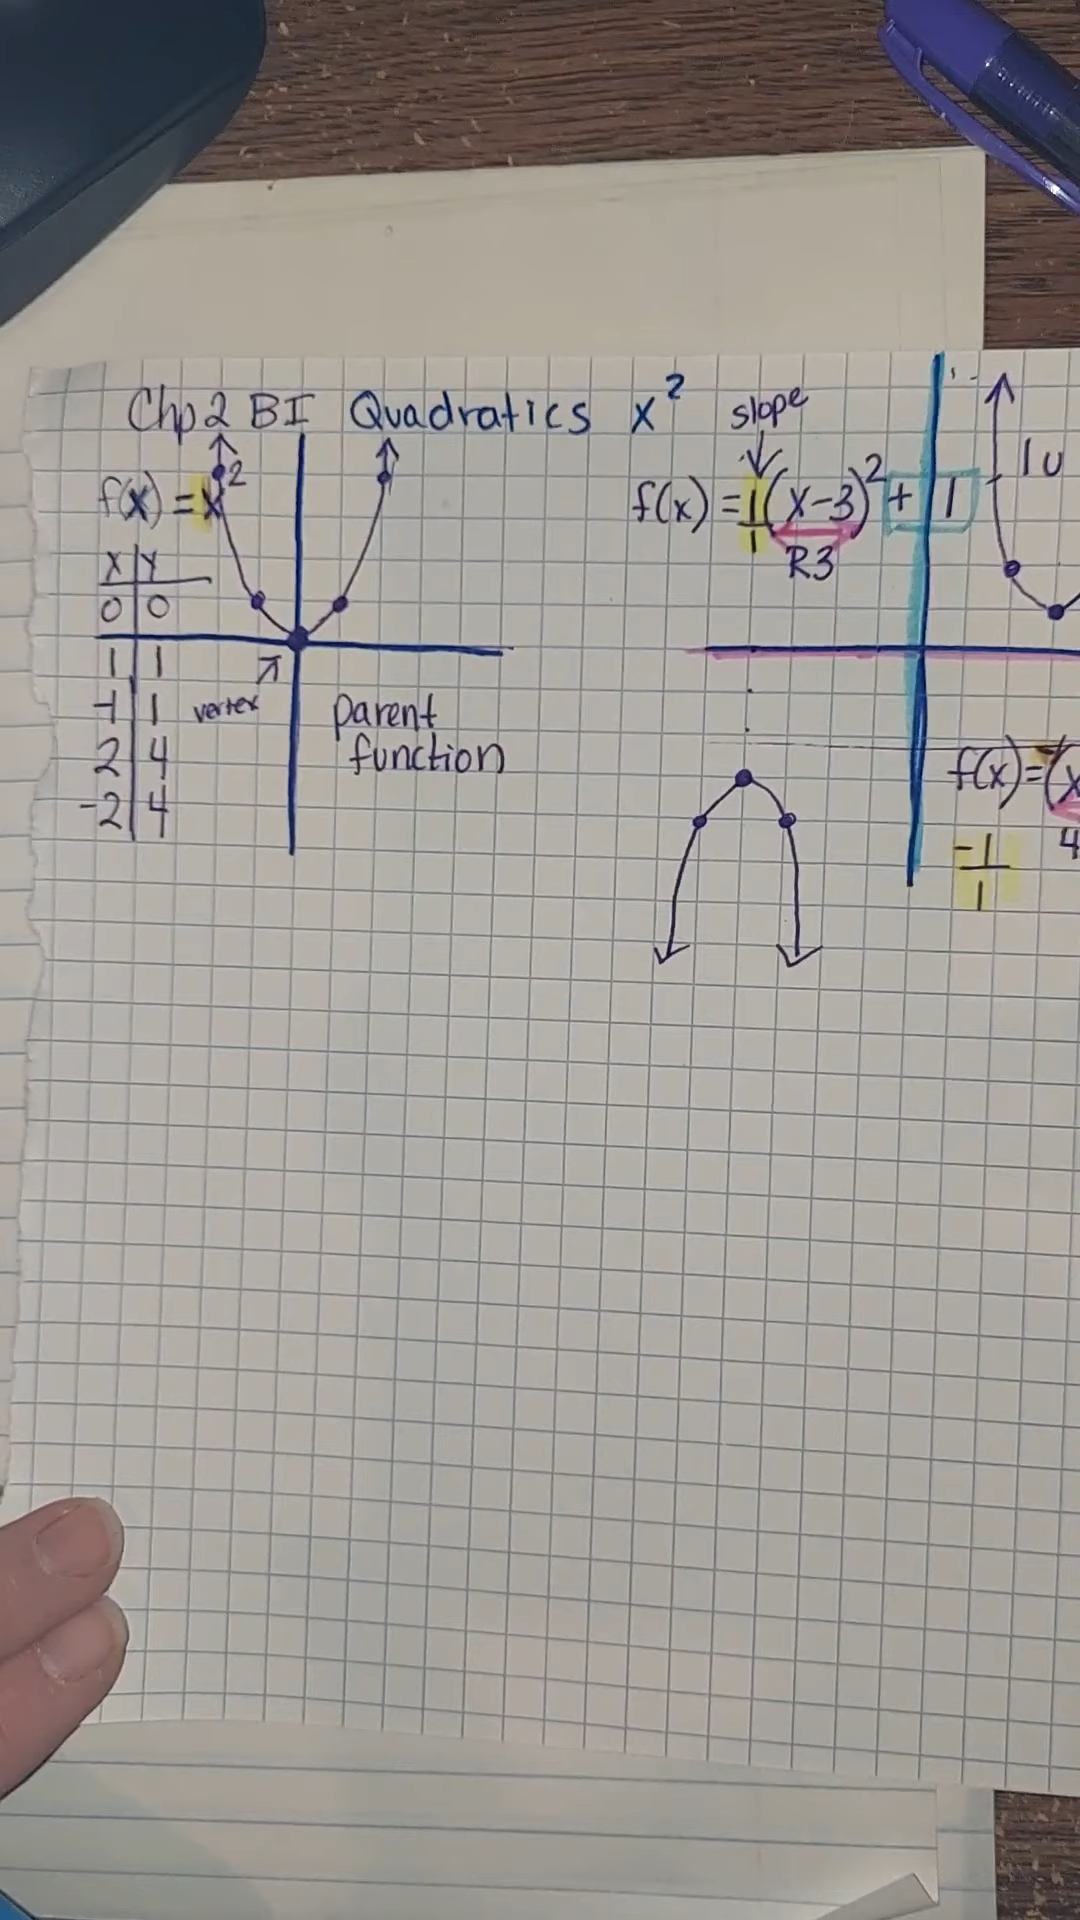 Chp 2 BI Quadratics x²
f(x) = x²
X Y
0 0
1 1
-1 1
2 4
-2 4
vertex
parent
function
slope
f(x) = 1/1 (x-3)² + 1
R3
1u
f(x)=
-1/1
4